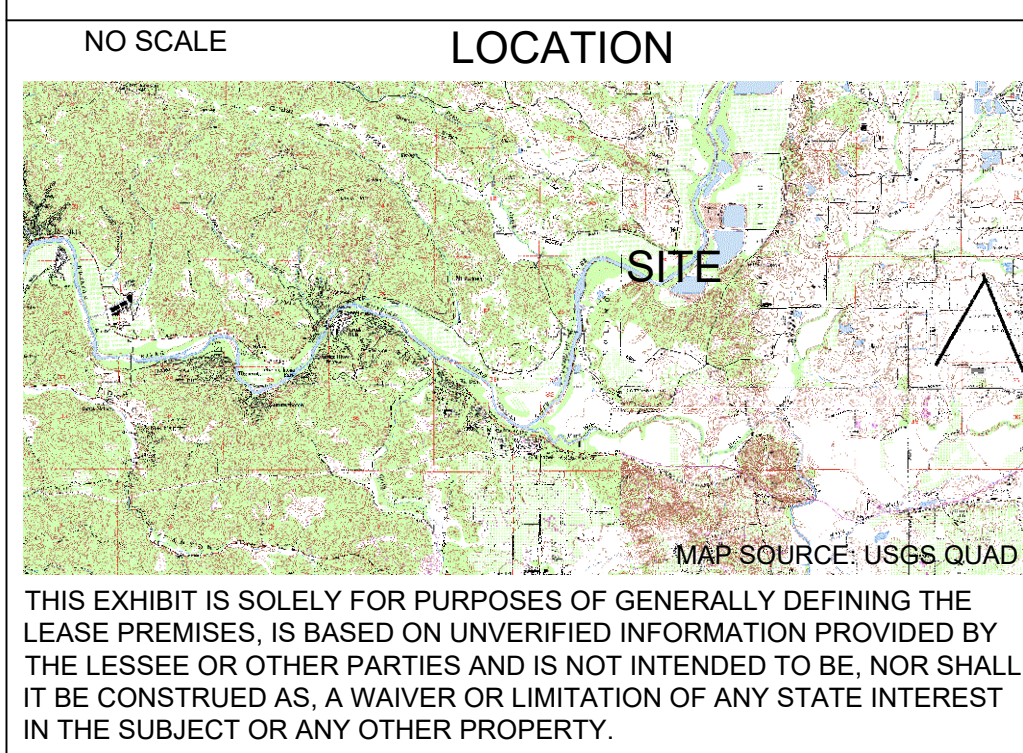 NO SCALE
LOCATION
SITE
MAP SOURCE: USGS QUAD
THIS EXHIBIT IS SOLELY FOR PURPOSES OF GENERALLY DEFINING THE
LEASE PREMISES, IS BASED ON UNVERIFIED INFORMATION PROVIDED BY
THE LESSEE OR OTHER PARTIES AND IS NOT INTENDED TO BE, NOR SHALL
IT BE CONSTRUED AS, A WAIVER OR LIMITATION OF ANY STATE INTEREST
IN THE SUBJECT OR ANY OTHER PROPERTY.